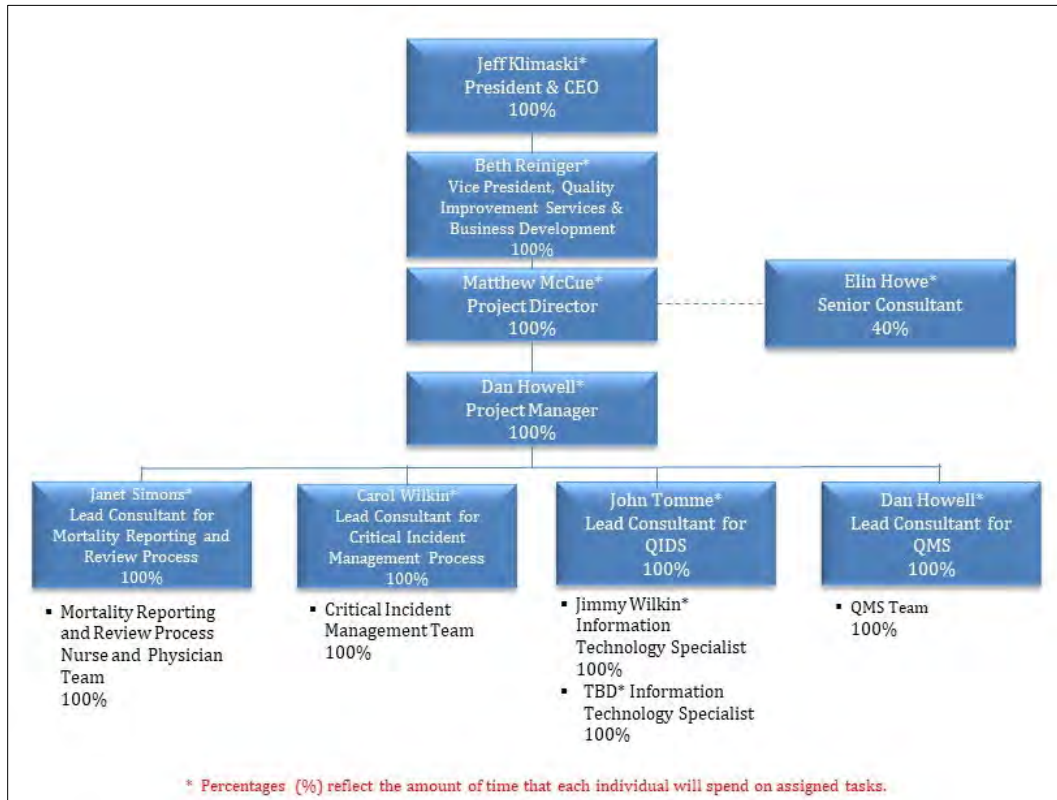 Jeff Klimaski*
President & CEO
100%
Beth Reiniger*
Vice President, Quality
Improvement Services &
Business Development
100%
Matthew McCue*
Project Director
100%
Elin Howe*
Senior Consultant
40%
Dan Howell*
Project Manager
100%
Janet Simons*
Lead Consultant for
Mortality Reporting and
Review Process
100%
Carol Wilkin*
Lead Consultant for
Critical Incident
Management Process
100%
John Tomme*
Lead Consultant for
QIDS
100%
Dan Howell*
Lead Consultant for
QMS
100%
▪ Mortality Reporting
and Review Process
Nurse and Physician
Team
100%
▪ Critical Incident
Management Team
100%
▪ Jimmy Wilkin*
Information
Technology Specialist
100%
▪ TBD* Information
Technology Specialist
100%
▪ QMS Team
100%
* Percentages (%) reflect the amount of time that each individual will spend on assigned tasks.